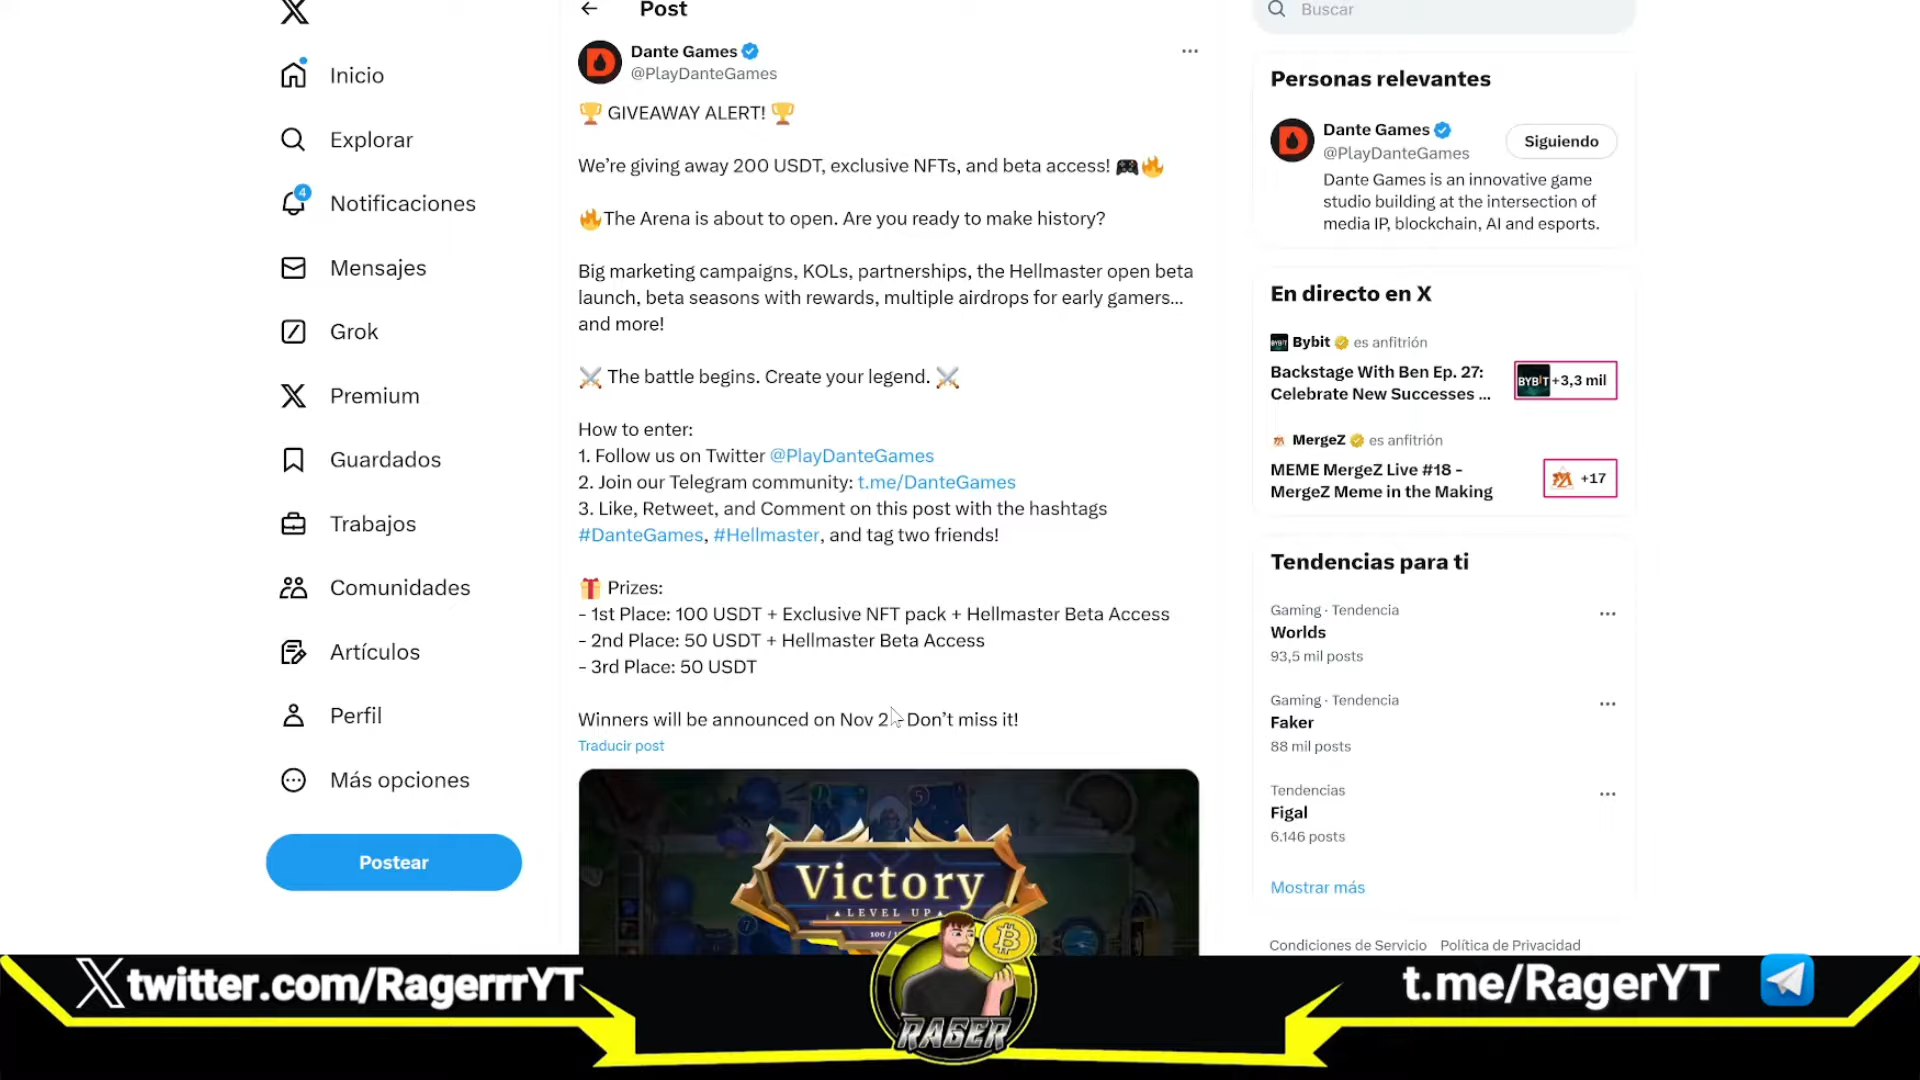 Inicio
Explorar
4
Notificaciones
Mensajes
Grok
Premium
Guardados
Trabajos
Comunidades
Artículos
Perfil
Más opciones
Postear
Post
Dante Games
@PlayDanteGames
🏆 GIVEAWAY ALERT! 🏆
We’re giving away 200 USDT, exclusive NFTs, and beta access! 🎮🔥
🔥The Arena is about to open. Are you ready to make history?
Big marketing campaigns, KOLs, partnerships, the Hellmaster open beta
launch, beta seasons with rewards, multiple airdrops for early gamers...
and more!
⚔️ The battle begins. Create your legend. ⚔️
How to enter:
1. Follow us on Twitter @PlayDanteGames
2. Join our Telegram community: t.me/DanteGames
3. Like, Retweet, and Comment on this post with the hashtags
#DanteGames, #Hellmaster, and tag two friends!
🎁 Prizes:
- 1st Place: 100 USDT + Exclusive NFT pack + Hellmaster Beta Access
- 2nd Place: 50 USDT + Hellmaster Beta Access
- 3rd Place: 50 USDT
Winners will be announced on Nov 2 - Don’t miss it!
Traducir post
Victory
LEVEL UP
Buscar
Personas relevantes
Dante Games
@PlayDanteGames
Siguiendo
Dante Games is an innovative game
studio building at the intersection of
media IP, blockchain, AI and esports.
En directo en X
Bybit es anfitrión
Backstage With Ben Ep. 27:
Celebrate New Successes ...
BYBIT +3,3 mil
MergeZ es anfitrión
MEME MergeZ Live #18 -
MergeZ Meme in the Making
+17
Tendencias para ti
Gaming · Tendencia
Worlds
93,5 mil posts
Gaming · Tendencia
Faker
88 mil posts
Tendencias
Figal
6.146 posts
Mostrar más
Condiciones de Servicio Política de Privacidad
twitter.com/RagerrrYT
RAGER
t.me/RagerYT